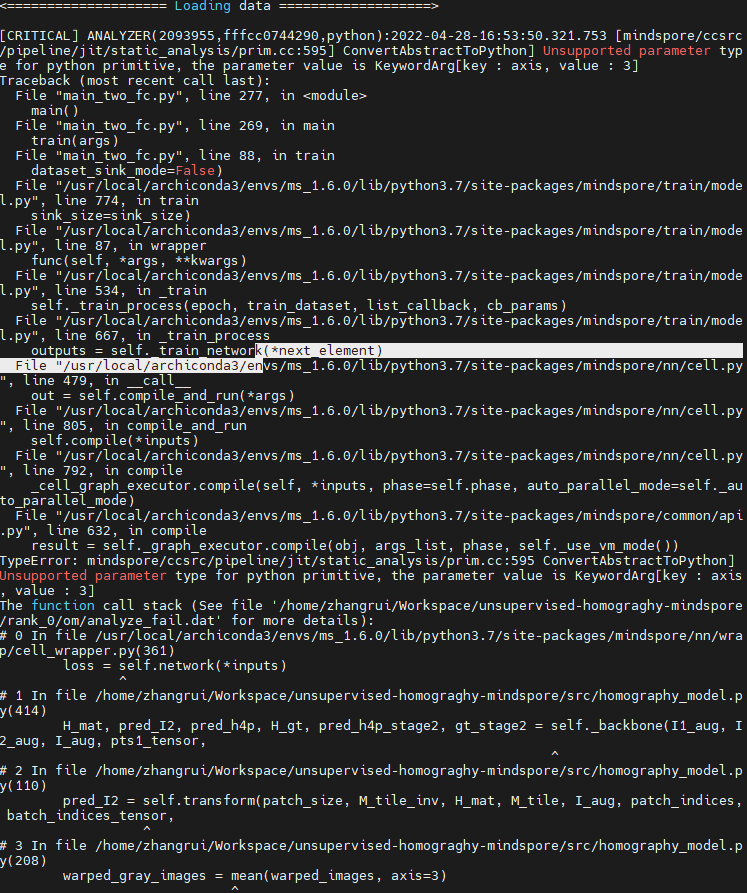 <==================== Loading data ===================>
[CRITICAL] ANALYZER(2093955,fffcc0744290,python):2022-04-28-16:53:50.321.753 [mindspore/ccsrc
/pipeline/jit/static_analysis/prim.cc:595] ConvertAbstractToPython] Unsupported parameter typ
e for python primitive, the parameter value is KeywordArg[key : axis, value : 3]
Traceback (most recent call last):
  File "main_two_fc.py", line 277, in <module>
    main()
  File "main_two_fc.py", line 269, in main
    train(args)
  File "main_two_fc.py", line 88, in train
    dataset_sink_mode=False)
  File "/usr/local/archiconda3/envs/ms_1.6.0/lib/python3.7/site-packages/mindspore/train/mode
l.py", line 774, in train
    sink_size=sink_size)
  File "/usr/local/archiconda3/envs/ms_1.6.0/lib/python3.7/site-packages/mindspore/train/mode
l.py", line 87, in wrapper
    func(self, *args, **kwargs)
  File "/usr/local/archiconda3/envs/ms_1.6.0/lib/python3.7/site-packages/mindspore/train/mode
l.py", line 534, in _train
    self._train_process(epoch, train_dataset, list_callback, cb_params)
  File "/usr/local/archiconda3/envs/ms_1.6.0/lib/python3.7/site-packages/mindspore/train/mode
l.py", line 667, in _train_process
    outputs = self._train_network(*next_element)
  File "/usr/local/archiconda3/envs/ms_1.6.0/lib/python3.7/site-packages/mindspore/nn/cell.py
", line 479, in __call__
    out = self.compile_and_run(*args)
  File "/usr/local/archiconda3/envs/ms_1.6.0/lib/python3.7/site-packages/mindspore/nn/cell.py
", line 805, in compile_and_run
    self.compile(*inputs)
  File "/usr/local/archiconda3/envs/ms_1.6.0/lib/python3.7/site-packages/mindspore/nn/cell.py
", line 792, in compile
    _cell_graph_executor.compile(self, *inputs, phase=self.phase, auto_parallel_mode=self._au
to_parallel_mode)
  File "/usr/local/archiconda3/envs/ms_1.6.0/lib/python3.7/site-packages/mindspore/common/api
.py", line 632, in compile
    result = self._graph_executor.compile(obj, args_list, phase, self._use_vm_mode())
TypeError: mindspore/ccsrc/pipeline/jit/static_analysis/prim.cc:595 ConvertAbstractToPython]
Unsupported parameter type for python primitive, the parameter value is KeywordArg[key : axis
, value : 3]
The function call stack (See file '/home/zhangrui/Workspace/unsupervised-homograghy-mindspore
/rank_0/om/analyze_fail.dat' for more details):
# 0 In file /usr/local/archiconda3/envs/ms_1.6.0/lib/python3.7/site-packages/mindspore/nn/wra
p/cell_wrapper.py(361)
        loss = self.network(*inputs)
               ^
# 1 In file /home/zhangrui/Workspace/unsupervised-homograghy-mindspore/src/homography_model.p
y(414)
        H_mat, pred_I2, pred_h4p, H_gt, pred_h4p_stage2, gt_stage2 = self._backbone(I1_aug, I
2_aug, I_aug, pts1_tensor,
                                                                         ^
# 2 In file /home/zhangrui/Workspace/unsupervised-homograghy-mindspore/src/homography_model.p
y(110)
        pred_I2 = self.transform(patch_size, M_tile_inv, H_mat, M_tile, I_aug, patch_indices,
 batch_indices_tensor,
                  ^
# 3 In file /home/zhangrui/Workspace/unsupervised-homograghy-mindspore/src/homography_model.p
y(208)
        warped_gray_images = mean(warped_images, axis=3)
                             ^